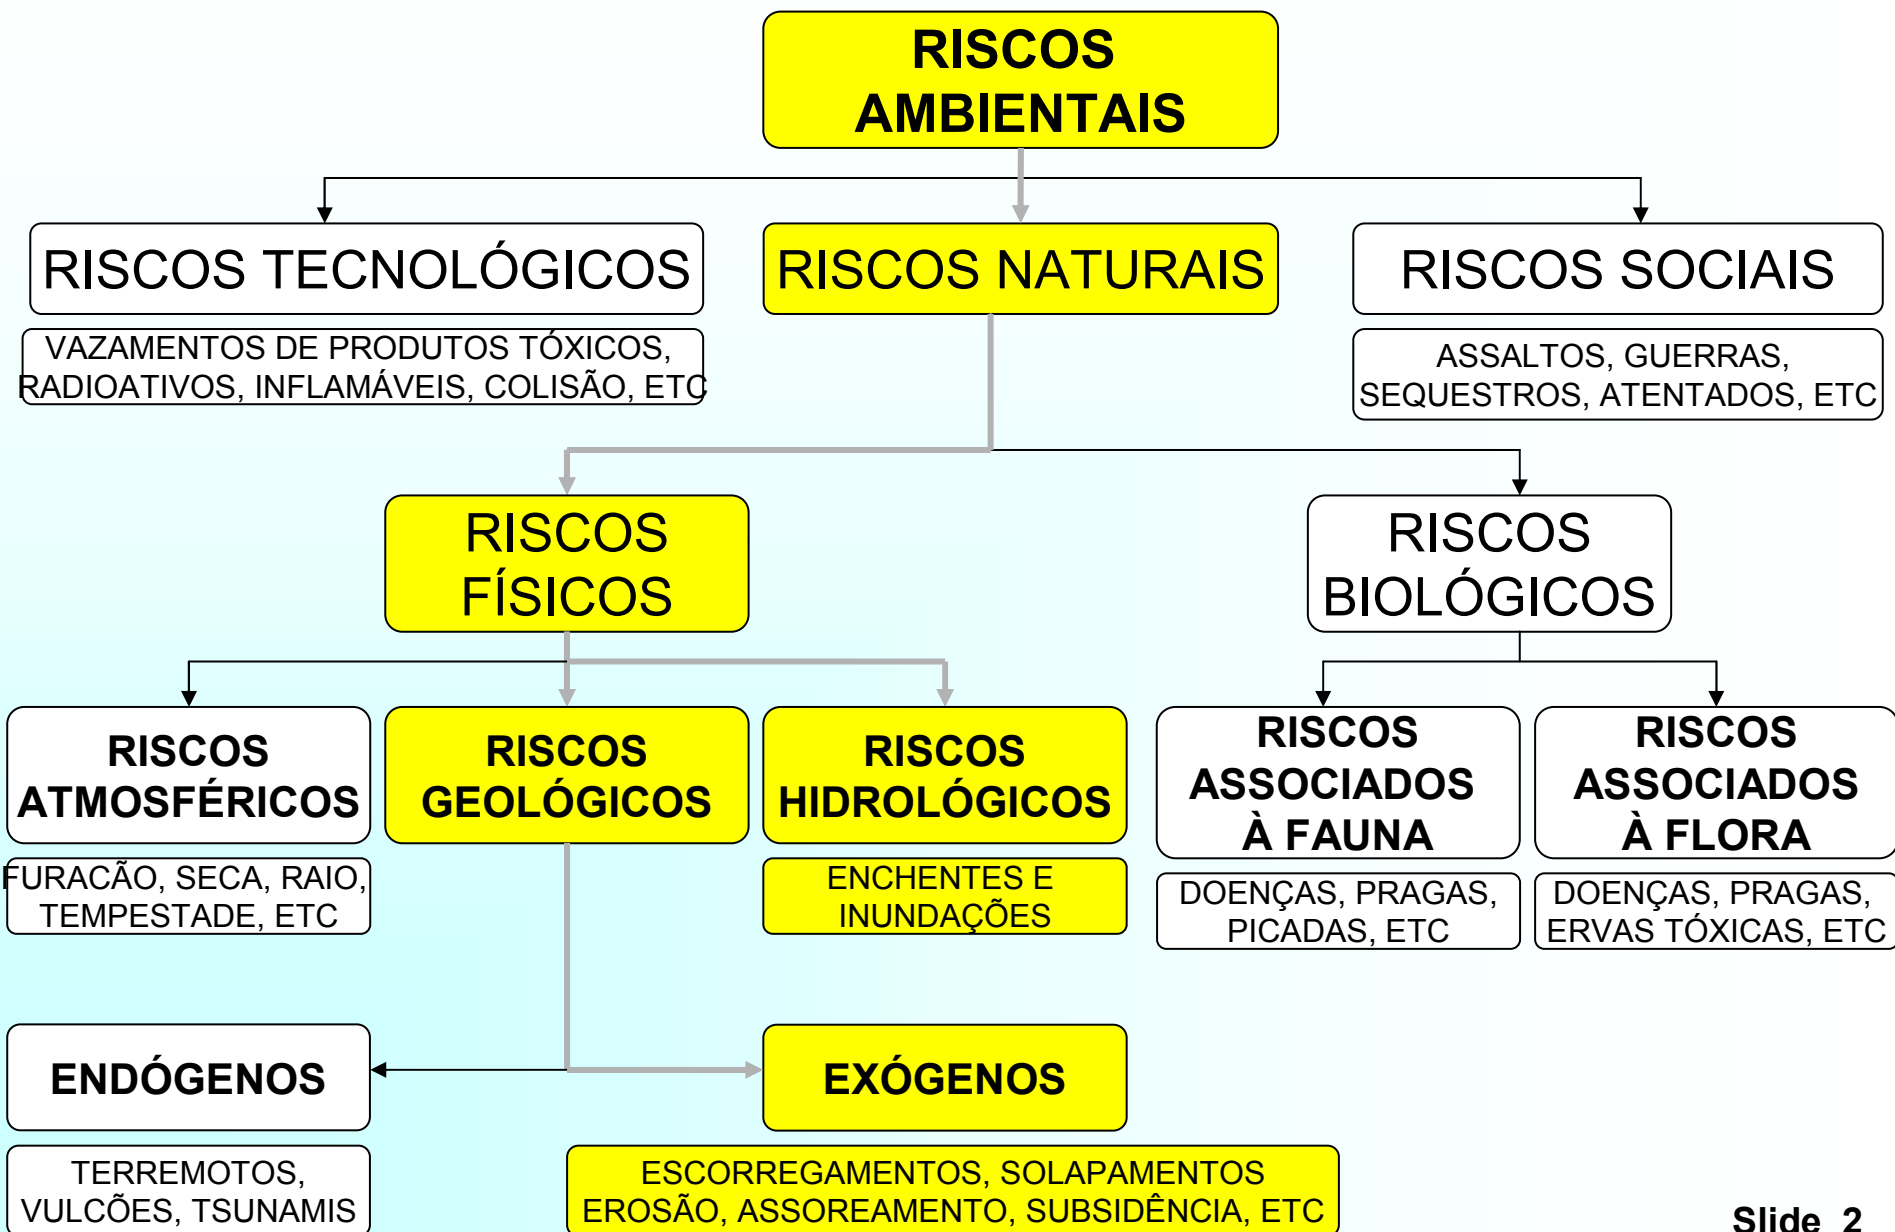 RISCOS
AMBIENTAIS
RISCOS TECNOLÓGICOS
RISCOS NATURAIS
RISCOS SOCIAIS
VAZAMENTOS DE PRODUTOS TÓXICOS,
RADIOATIVOS, INFLAMÁVEIS, COLISÃO, ETC
ASSALTOS, GUERRAS,
SEQUESTROS, ATENTADOS, ETC
RISCOS
FÍSICOS
RISCOS
BIOLÓGICOS
RISCOS
ATMOSFÉRICOS
RISCOS
GEOLÓGICOS
RISCOS
HIDROLÓGICOS
RISCOS
ASSOCIADOS
À FAUNA
RISCOS
ASSOCIADOS
À FLORA
FURACÃO, SECA, RAIO,
TEMPESTADE, ETC
ENCHENTES E
INUNDAÇÕES
DOENÇAS, PRAGAS,
PICADAS, ETC
DOENÇAS, PRAGAS,
ERVAS TÓXICAS, ETC
ENDÓGENOS
EXÓGENOS
TERREMOTOS,
VULCÕES, TSUNAMIS
ESCORREGAMENTOS, SOLAPAMENTOS
EROSÃO, ASSOREAMENTO, SUBSIDÊNCIA, ETC
Slide 2